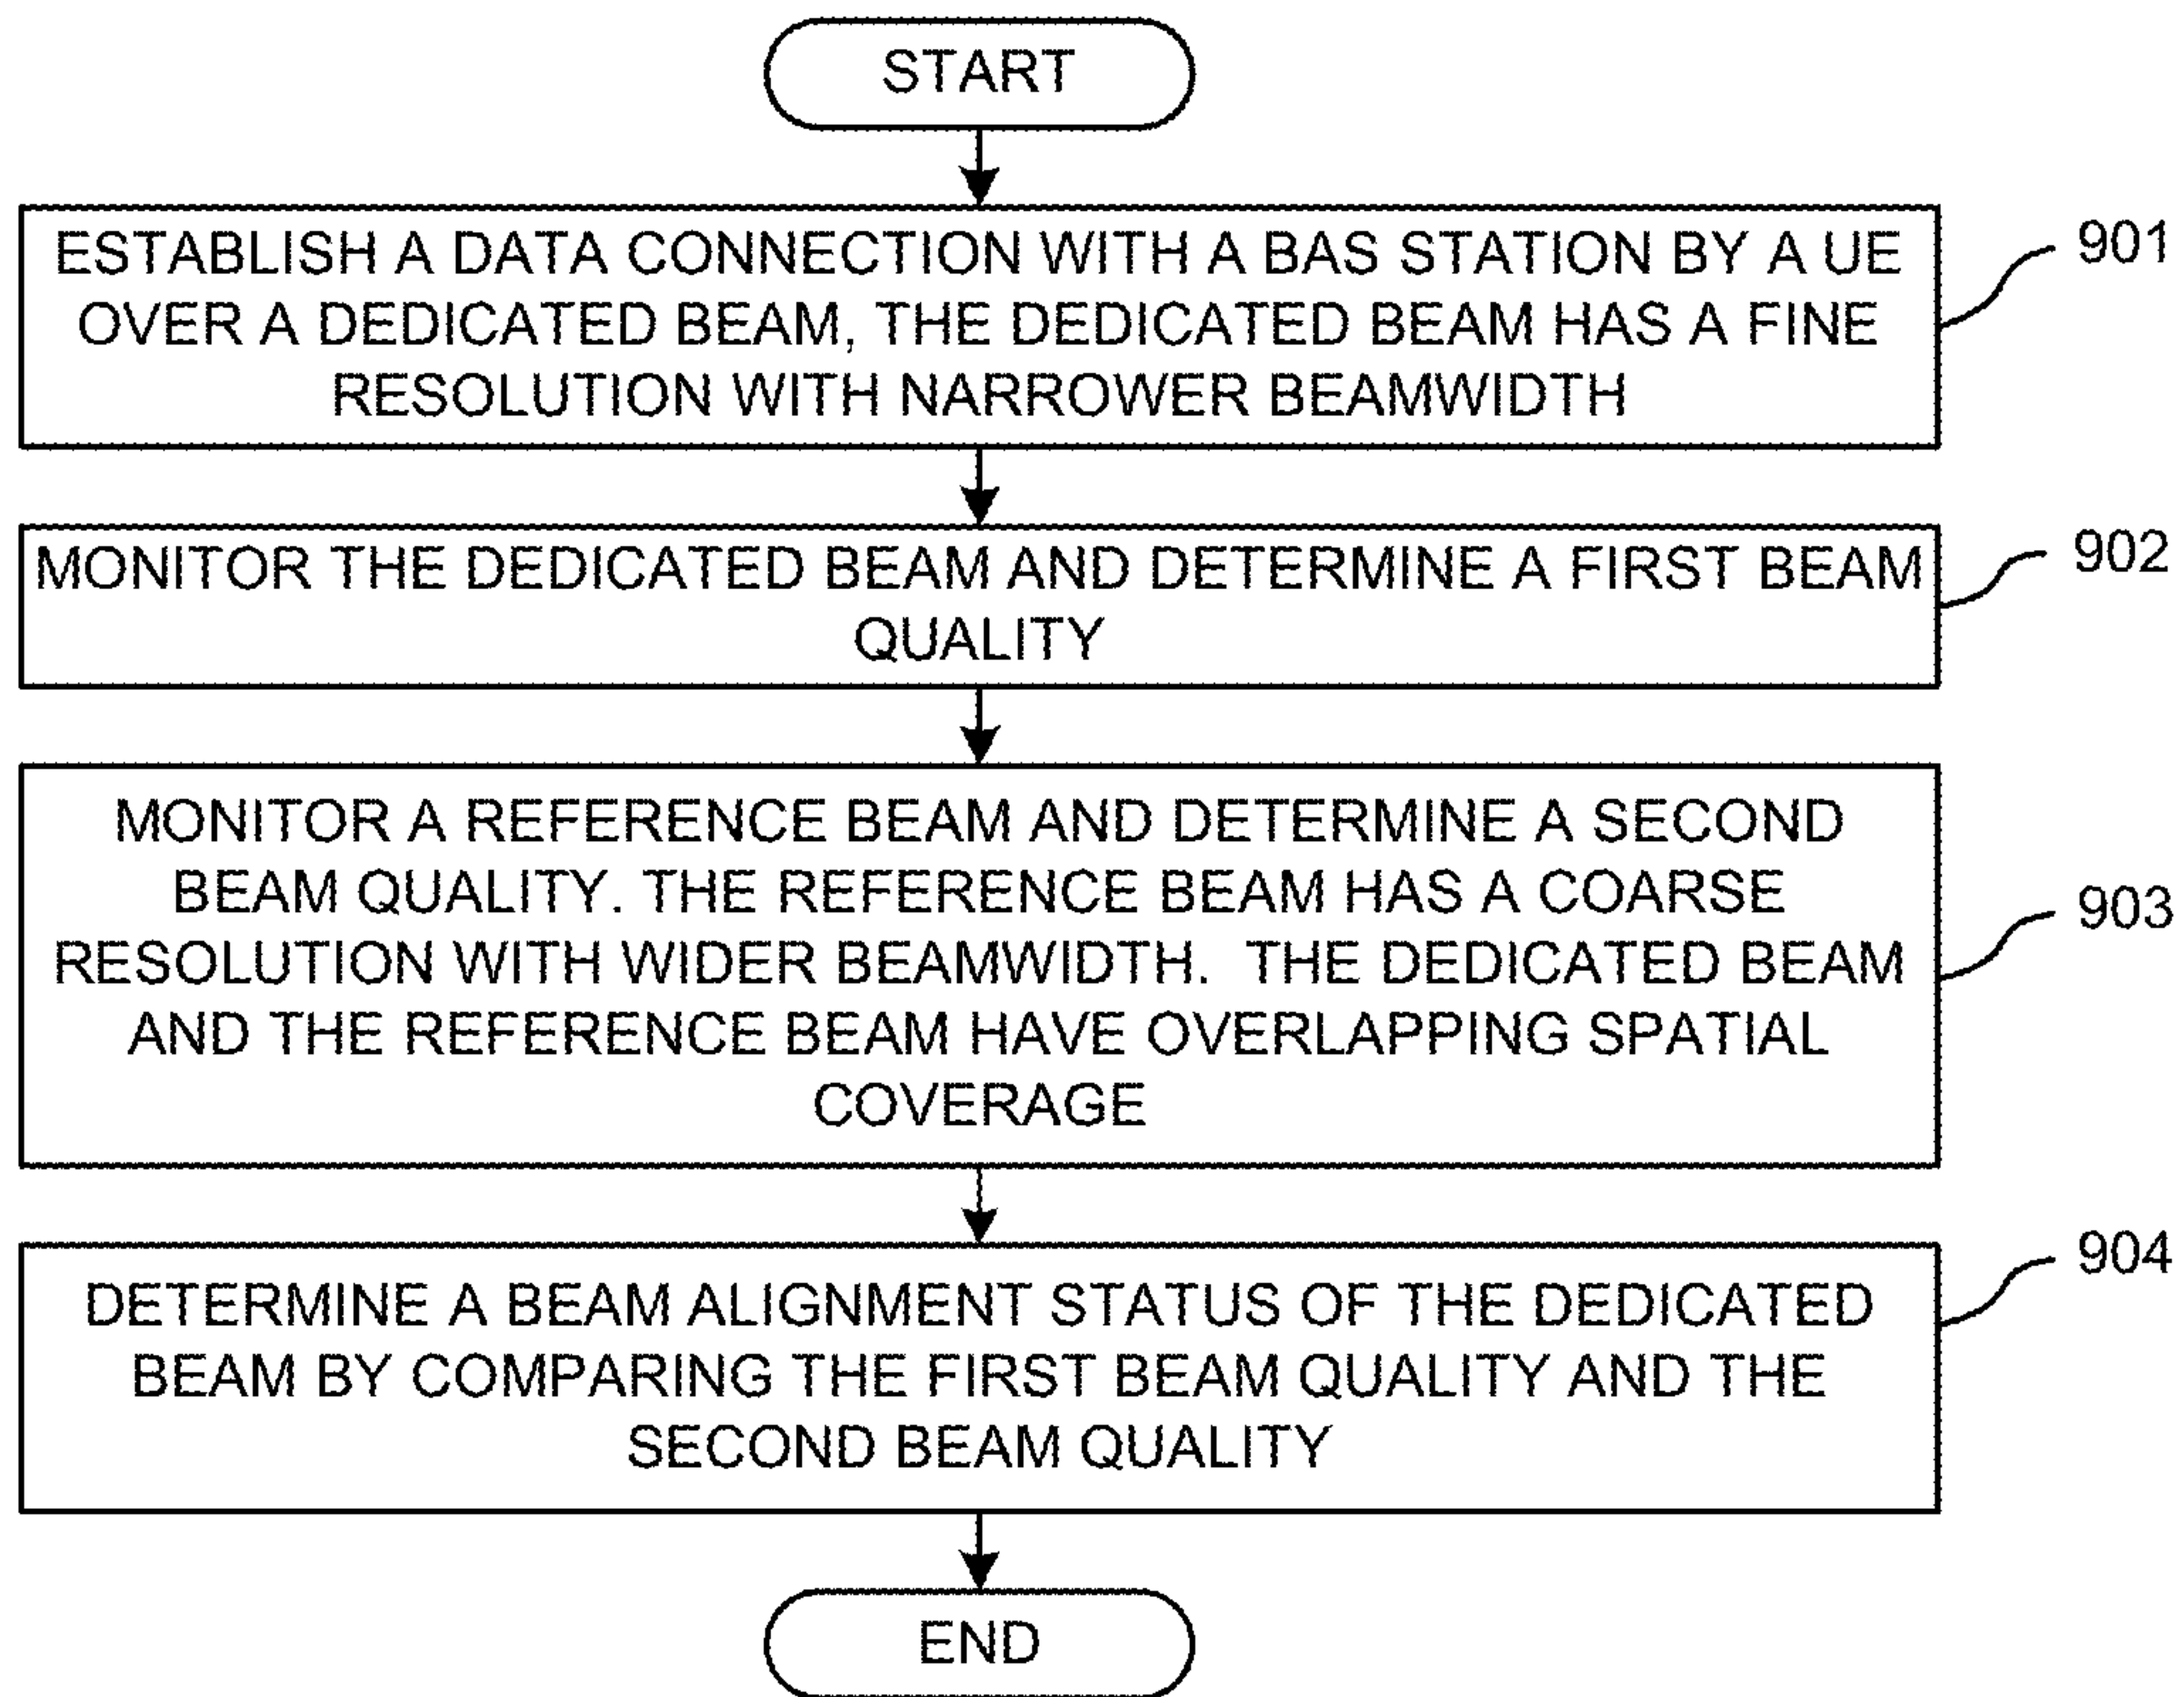 START
ESTABLISH A DATA CONNECTION WITH A BAS STATION BY A UE
OVER A DEDICATED BEAM, THE DEDICATED BEAM HAS A FINE
RESOLUTION WITH NARROWER BEAMWIDTH
901
MONITOR THE DEDICATED BEAM AND DETERMINE A FIRST BEAM
QUALITY
902
MONITOR A REFERENCE BEAM AND DETERMINE A SECOND
BEAM QUALITY. THE REFERENCE BEAM HAS A COARSE
RESOLUTION WITH WIDER BEAMWIDTH. THE DEDICATED BEAM
AND THE REFERENCE BEAM HAVE OVERLAPPING SPATIAL
COVERAGE
903
DETERMINE A BEAM ALIGNMENT STATUS OF THE DEDICATED
BEAM BY COMPARING THE FIRST BEAM QUALITY AND THE
SECOND BEAM QUALITY
904
END